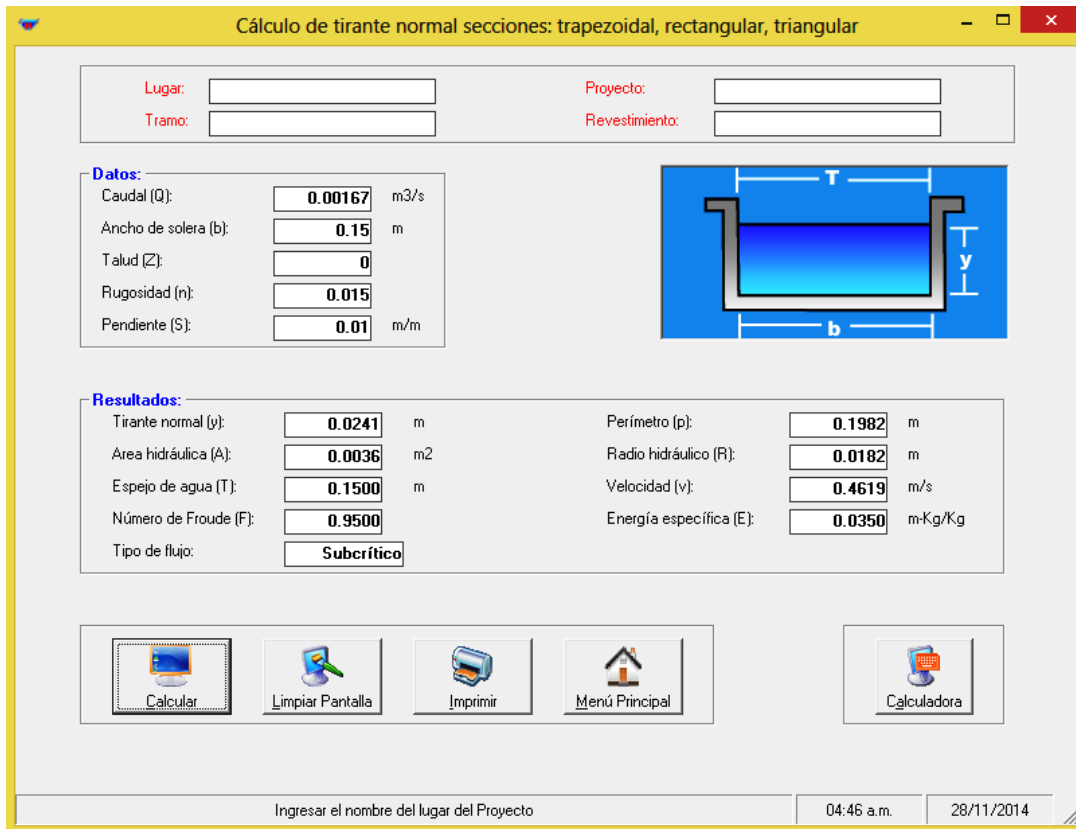 Cálculo de tirante normal secciones: trapezoidal, rectangular, triangular
Lugar: Proyecto:
Tramo: Revestimiento:
Datos:
Caudal (Q): 0.00167 m3/s
Ancho de solera (b): 0.15 m
Talud (Z): 0
Rugosidad (n): 0.015
Pendiente (S): 0.01 m/m
T
y
b
Resultados:
Tirante normal (y): 0.0241 m Perímetro (p): 0.1982 m
Area hidráulica (A): 0.0036 m2 Radio hidráulico (R): 0.0182 m
Espejo de agua (T): 0.1500 m Velocidad (v): 0.4619 m/s
Número de Froude (F): 0.9500 Energía específica (E): 0.0350 m-Kg/Kg
Tipo de flujo: Subcrítico
Calcular Limpiar Pantalla Imprimir Menú Principal Calculadora
Ingresar el nombre del lugar del Proyecto 04:46 a.m. 28/11/2014